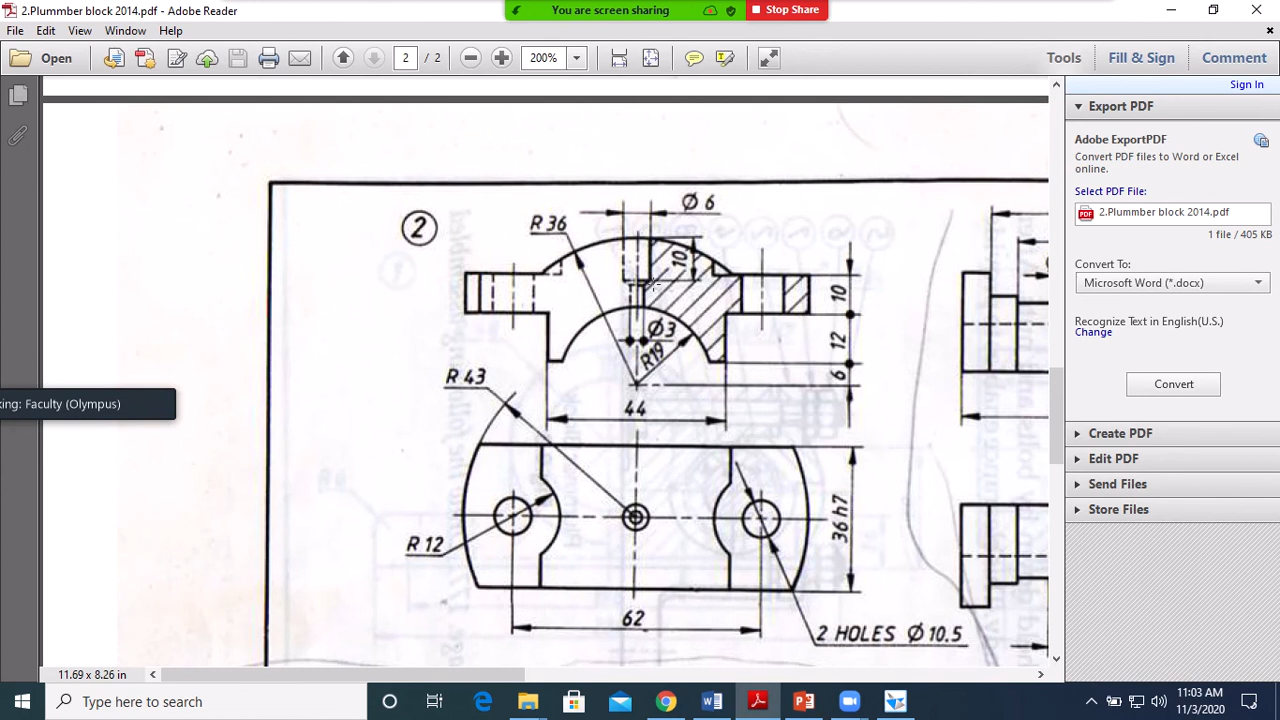 2.Plummber block 2014.pdf - Adobe Reader
You are screen sharing
Stop Share
File Edit View Window Help
Open
2 / 2
200%
Tools
Fill & Sign
Comment
Sign In
Export PDF
Adobe ExportPDF
Convert PDF files to Word or Excel
online.
Select PDF File:
2.Plummber block 2014.pdf
1 file / 405 KB
Convert To:
Microsoft Word (*.docx)
Recognize Text in English(U.S.)
Change
Convert
Create PDF
Edit PDF
Send Files
Store Files
2
R 36
Ø 6
10
10
Ø3
R19
12
6
44
R 43
36 h7
R 12
62
2 HOLES Ø 10.5
king: Faculty (Olympus)
11.69 x 8.26 in
Type here to search
11:03 AM
11/3/2020